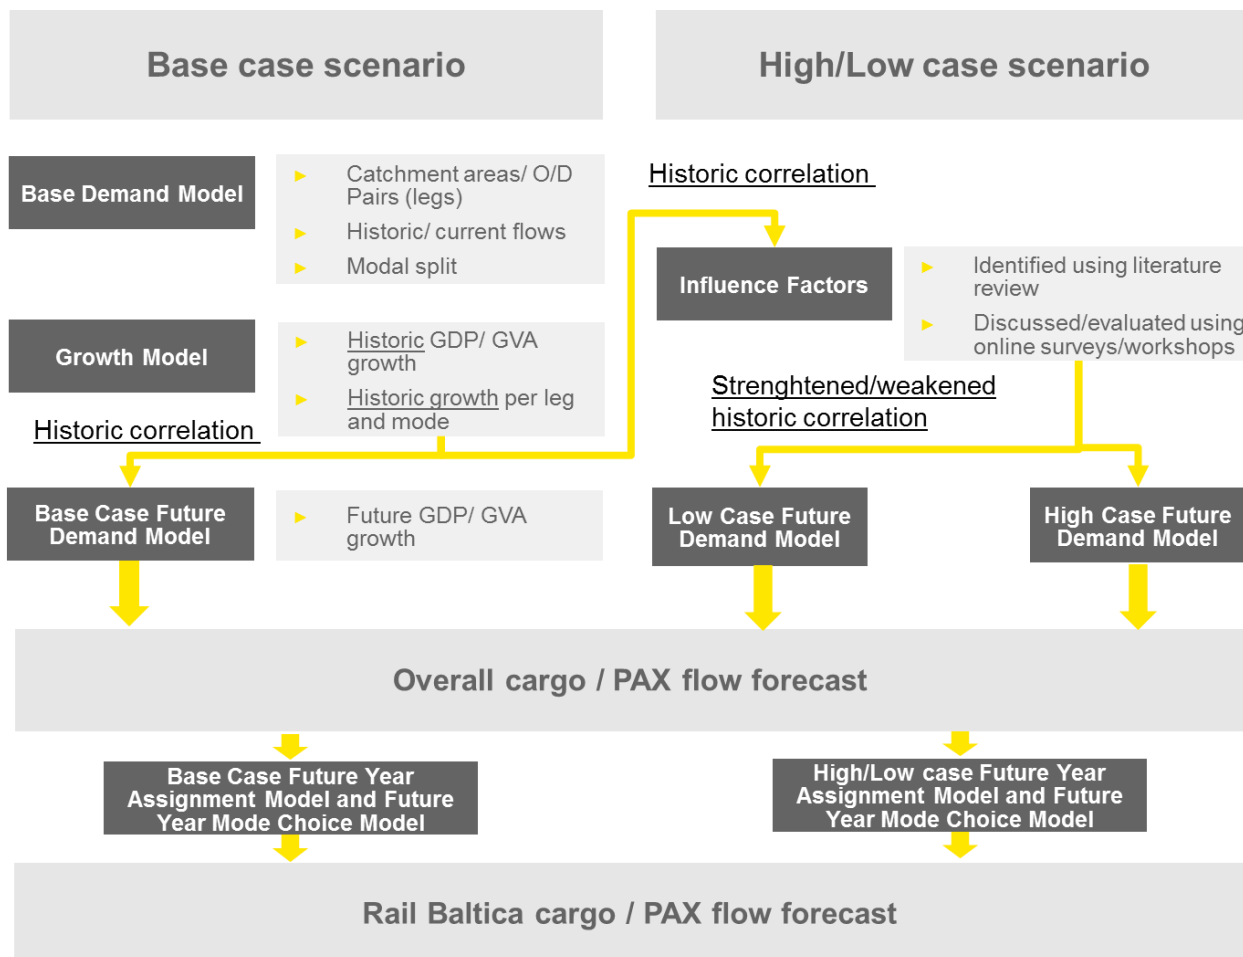 Base case scenario
High/Low case scenario
Base Demand Model
► Catchment areas/ O/D
Pairs (legs)
► Historic/ current flows
► Modal split
Historic correlation
Influence Factors
► Identified using literature
review
► Discussed/evaluated using
online surveys/workshops
Growth Model
► Historic GDP/ GVA
growth
► Historic growth per leg
and mode
Historic correlation
Strenghtened/weakened
historic correlation
Base Case Future
Demand Model
► Future GDP/ GVA
growth
Low Case Future
Demand Model
High Case Future
Demand Model
Overall cargo / PAX flow forecast
Base Case Future Year
Assignment Model and Future
Year Mode Choice Model
High/Low case Future Year
Assignment Model and Future
Year Mode Choice Model
Rail Baltica cargo / PAX flow forecast